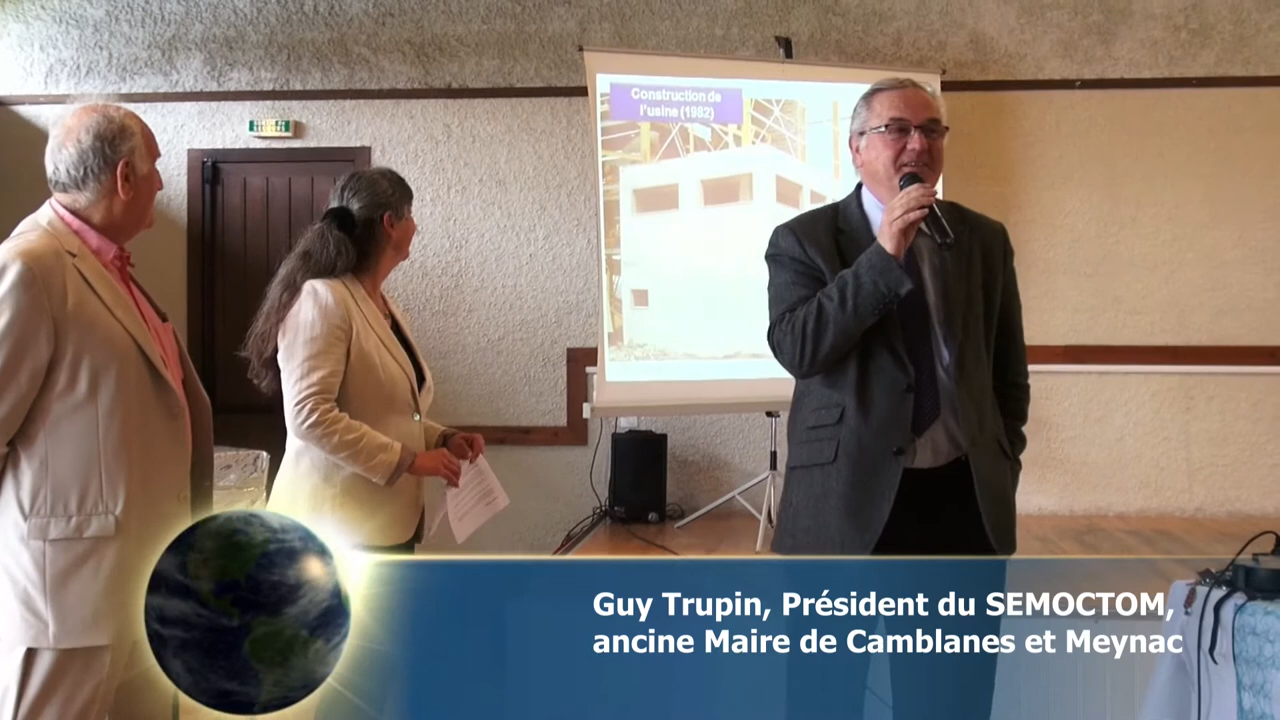 Construction de
l'usine (1982)
Guy Trupin, Président du SEMOCTOM,
ancine Maire de Camblanes et Meynac